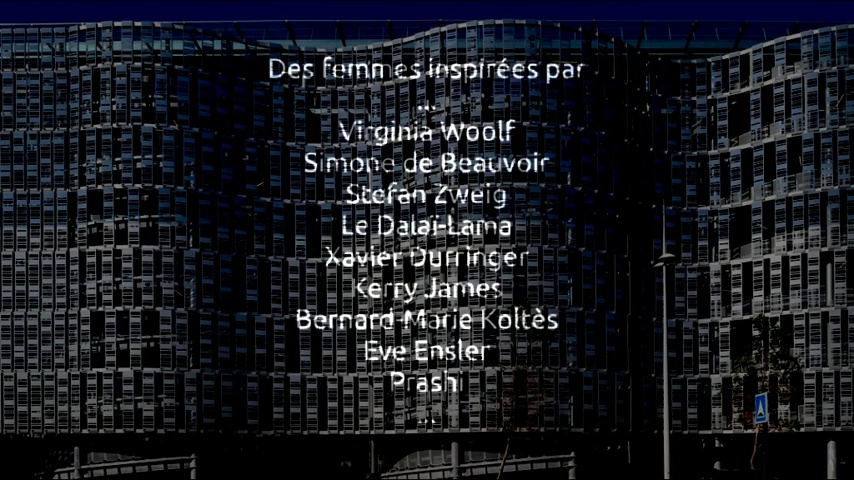 Des femmes inspirées par
...
Virginia Woolf
Simone de Beauvoir
Stefan Zweig
Le Dalaï-Lama
Xavier Durringer
Kerry James
Bernard-Marie Koltès
Eve Ensler
Prashi
...